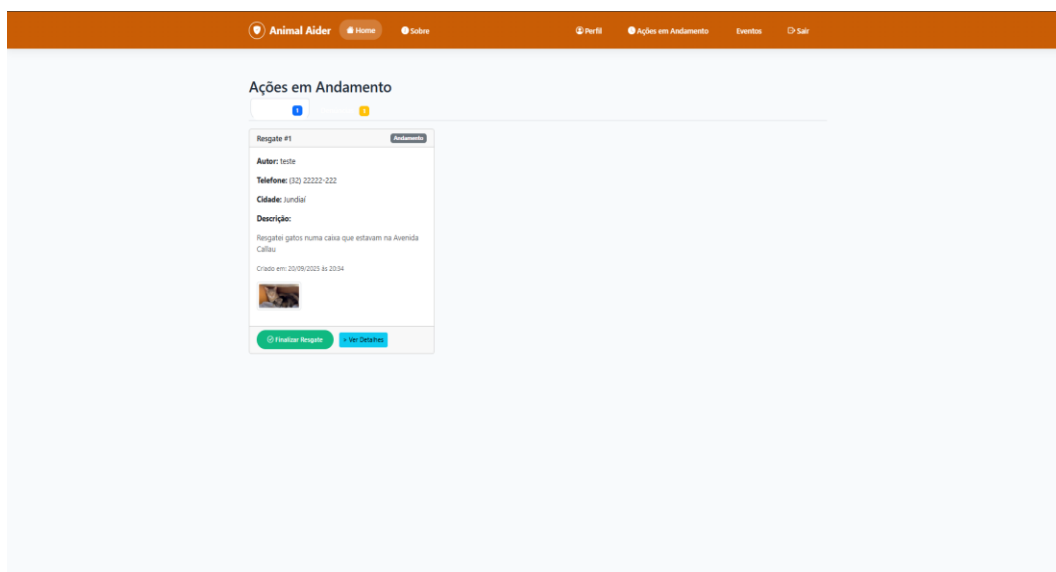 Animal Aider
Home
Sobre
Perfil
Ações em Andamento
Eventos
Sair
Ações em Andamento
1
Resgate #1
Andamento
Autor: teste
Telefone: (32) 22222-222
Cidade: Jundiaí
Descrição:
Resgatei gatos numa caixa que estavam na Avenida
Callau
Criado em: 20/09/2025 às 20:34
Finalizar Resgate
Ver Detalhes